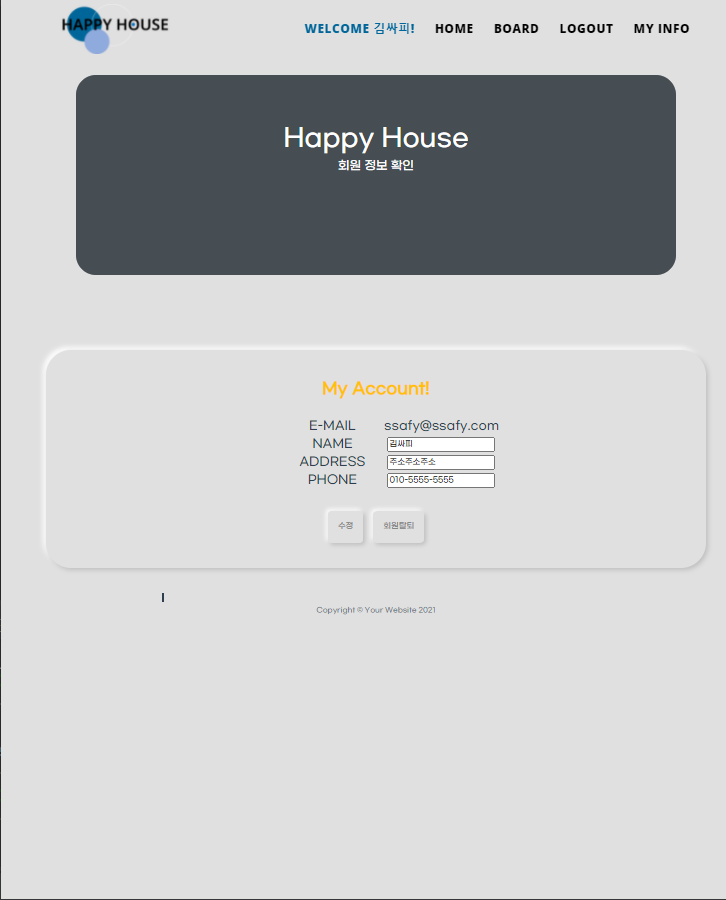 HAPPY HOUSE
WELCOME 김싸피! HOME BOARD LOGOUT MY INFO
Happy House
회원 정보 확인
My Account!
E-MAIL ssafy@ssafy.com
NAME 김싸피
ADDRESS 주소주소주소
PHONE 010-5555-5555
수정 회원탈퇴
Copyright © Your Website 2021